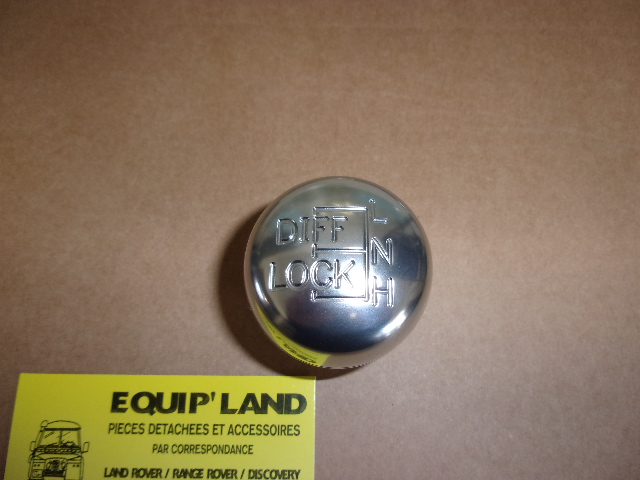 L
DIFF
N
LOCK
H
EQUIP'LAND
PIECES DETACHEES ET ACCESSOIRES
PAR CORRESPONDANCE
LAND ROVER / RANGE ROVER / DISCOVERY